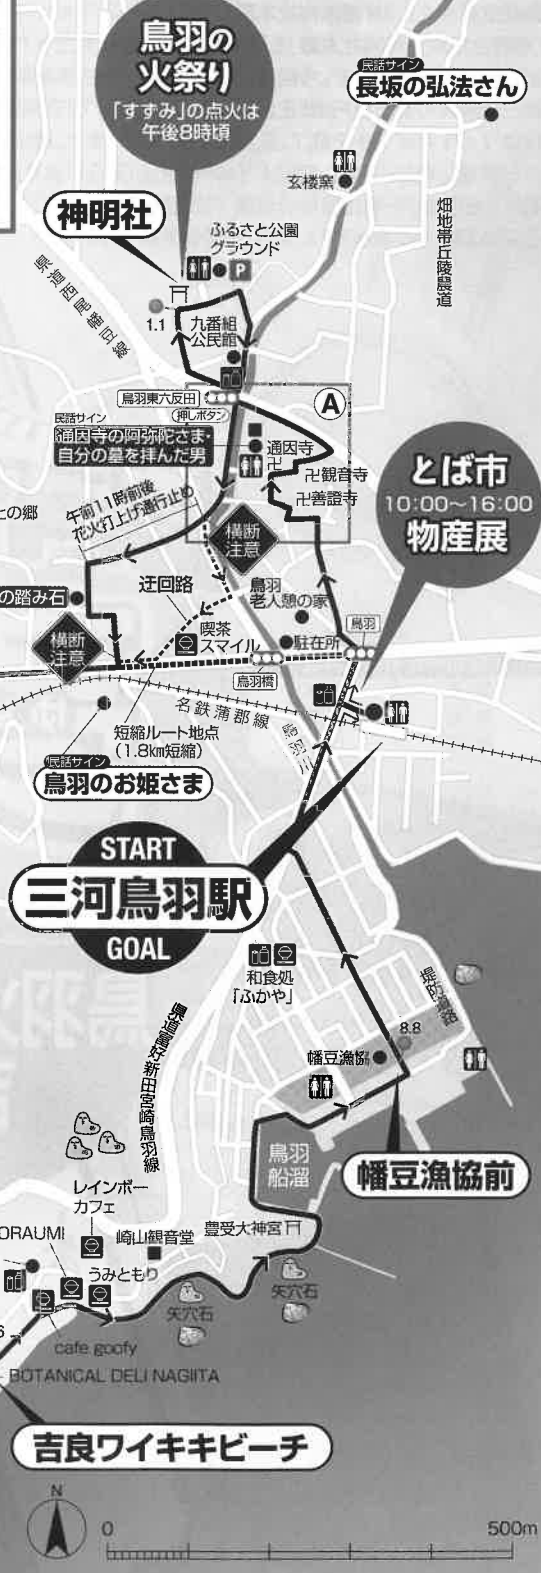 鳥羽の
火祭り
「すずみ」の点火は
午後8時頃
民話サイン
長坂の弘法さん
玄楼窯
畑地帯丘陵農道
神明社
ふるさと公園
グラウンド
P
県道西尾幡豆線
1.1
九番組
公民館
鳥羽東六反田
押しボタン
A
民話サイン
通因寺の阿弥陀さま・
自分の墓を拝んだ男
通因寺
卍
卍観音寺
卍善證寺
とば市
10:00〜16:00
物産展
の郷
午前11時前後
花火打上げ通行止め
横断
注意
の踏み石
迂回路
鳥羽
老人憩の家
喫茶
スマイル
駐在所
鳥羽
横断
注意
鳥羽橋
名鉄蒲郡線
鳥羽川
短縮ルート地点
(1.8km短縮)
民話サイン
鳥羽のお姫さま
START
三河鳥羽駅
GOAL
和食処
「ふかや」
堤防道路
8.8
幡豆漁協
県道宮好新田宮崎鳥羽線
鳥羽
船溜
幡豆漁協前
レインボー
カフェ
ORAUMI
崎山観音堂
豊受大神宮
うみともり
矢穴石
矢穴石
cafe goofy
BOTANICAL DELI NAGIITA
吉良ワイキキビーチ
N
0
500m